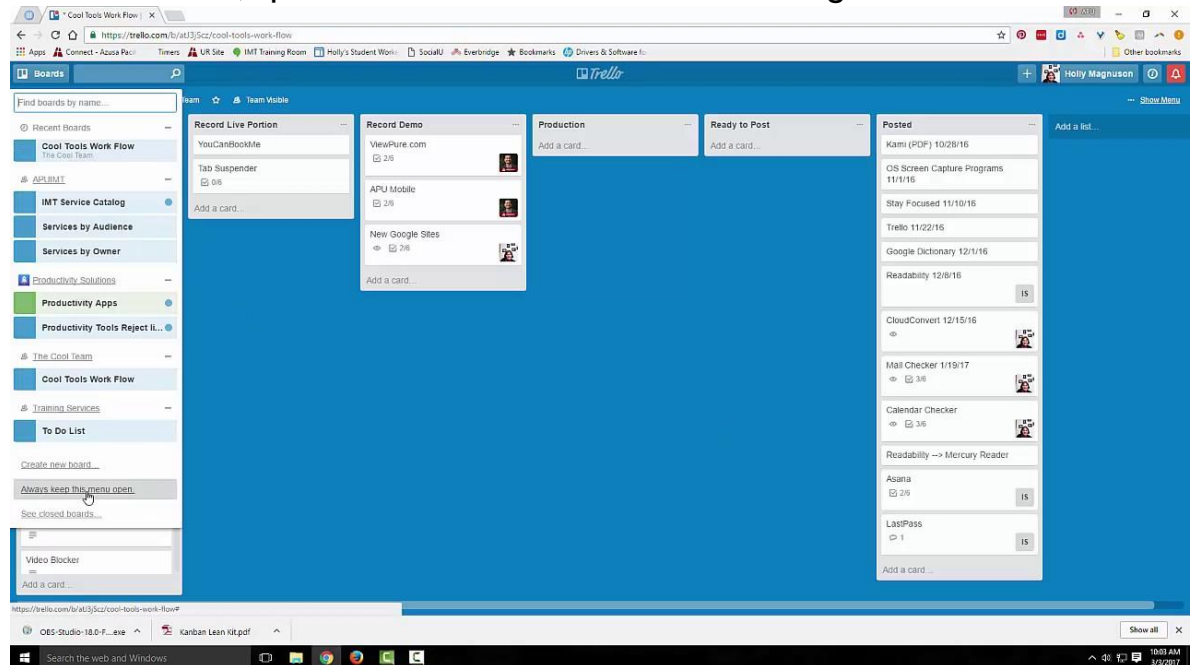 * Cool Tools Work Flow |
https://trello.com/b/atJ3jScz/cool-tools-work-flow
Apps
Connect - Azusa Paci
Timers
UR Site
IMT Training Room
Holly's Student Work
SocialU
Everbridge
Bookmarks
Drivers & Software fo
Other bookmarks
Boards
Trello
Holly Magnuson
Find boards by name...
Team Visible
Show Menu
Recent Boards
Cool Tools Work Flow
The Cool Team
APUIMT
IMT Service Catalog
Services by Audience
Services by Owner
Productivity Solutions
Productivity Apps
Productivity Tools Reject li...
The Cool Team
Cool Tools Work Flow
Training Services
To Do List
Create new board...
Always keep this menu open.
See closed boards...
Video Blocker
Add a card...
Record Live Portion
YouCanBookMe
Tab Suspender
0/6
Add a card...
Record Demo
ViewPure.com
2/6
APU Mobile
2/6
New Google Sites
2/6
Add a card...
Production
Add a card...
Ready to Post
Add a card...
Posted
Kami (PDF) 10/28/16
OS Screen Capture Programs
11/1/16
Stay Focused 11/10/16
Trello 11/22/16
Google Dictionary 12/1/16
Readability 12/8/16
IS
CloudConvert 12/15/16
Mail Checker 1/19/17
3/6
Calendar Checker
3/6
Readability --> Mercury Reader
Asana
2/6
IS
LastPass
1
IS
Add a card...
Add a list...
https://trello.com/b/atJ3jScz/cool-tools-work-flow#
OBS-Studio-18.0-F....exe
Kanban Lean Kit.pdf
Show all
Search the web and Windows
10:03 AM
3/3/2017